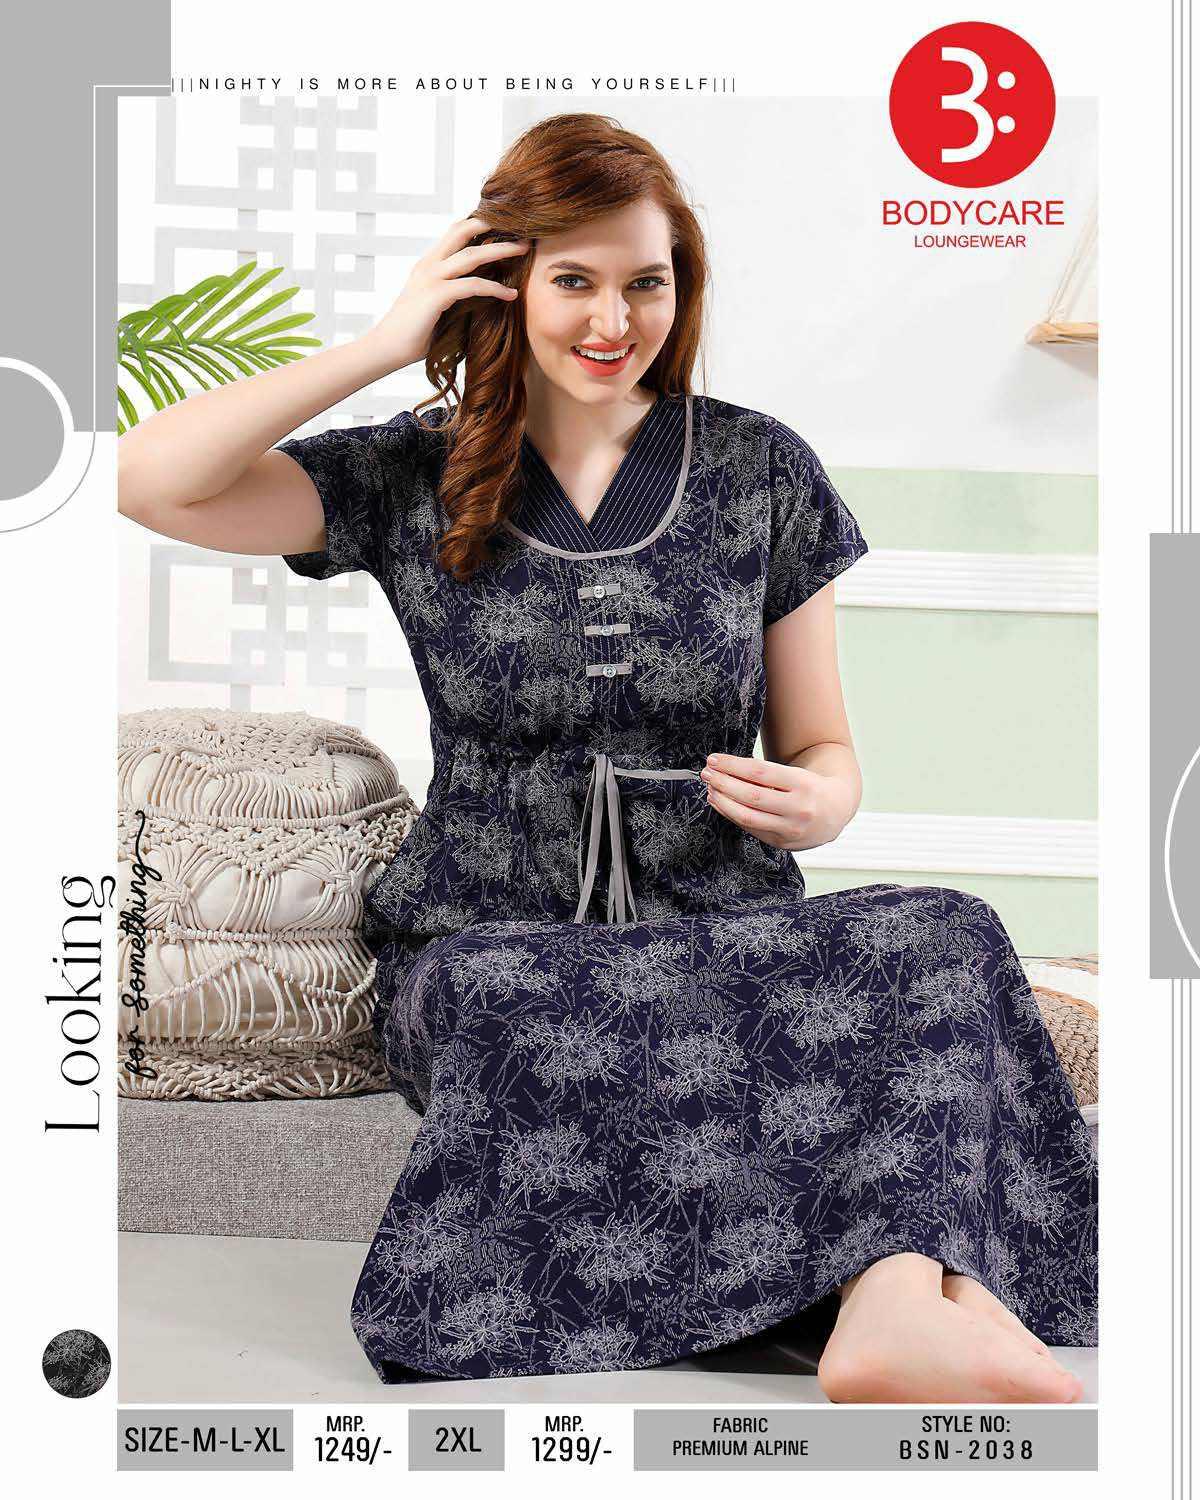 |||NIGHTY IS MORE ABOUT BEING YOURSELF|||
BODYCARE
LOUNGEWEAR
Looking
for something
SIZE-M-L-XL
MRP.
1249/-
2XL
MRP.
1299/-
FABRIC
PREMIUM ALPINE
STYLE NO:
BSN-2038